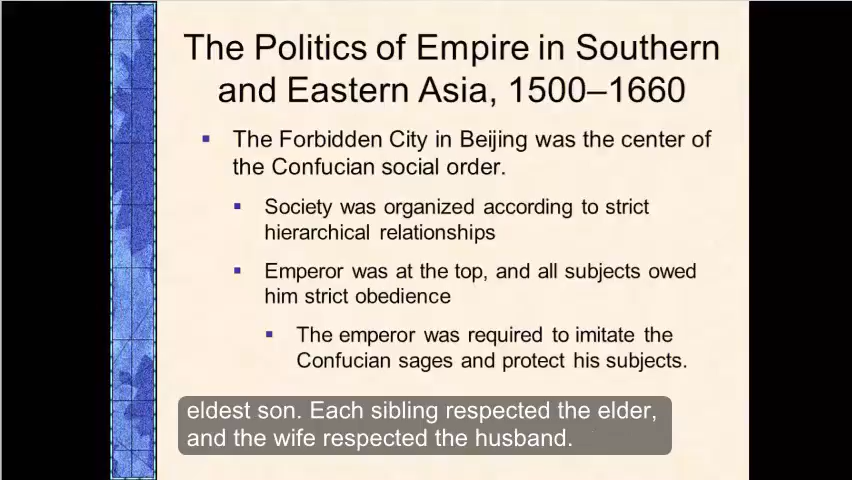 The Politics of Empire in Southern
and Eastern Asia, 1500–1660
The Forbidden City in Beijing was the center of
the Confucian social order.
Society was organized according to strict
hierarchical relationships
Emperor was at the top, and all subjects owed
him strict obedience
The emperor was required to imitate the
Confucian sages and protect his subjects.
eldest son. Each sibling respected the elder,
and the wife respected the husband.